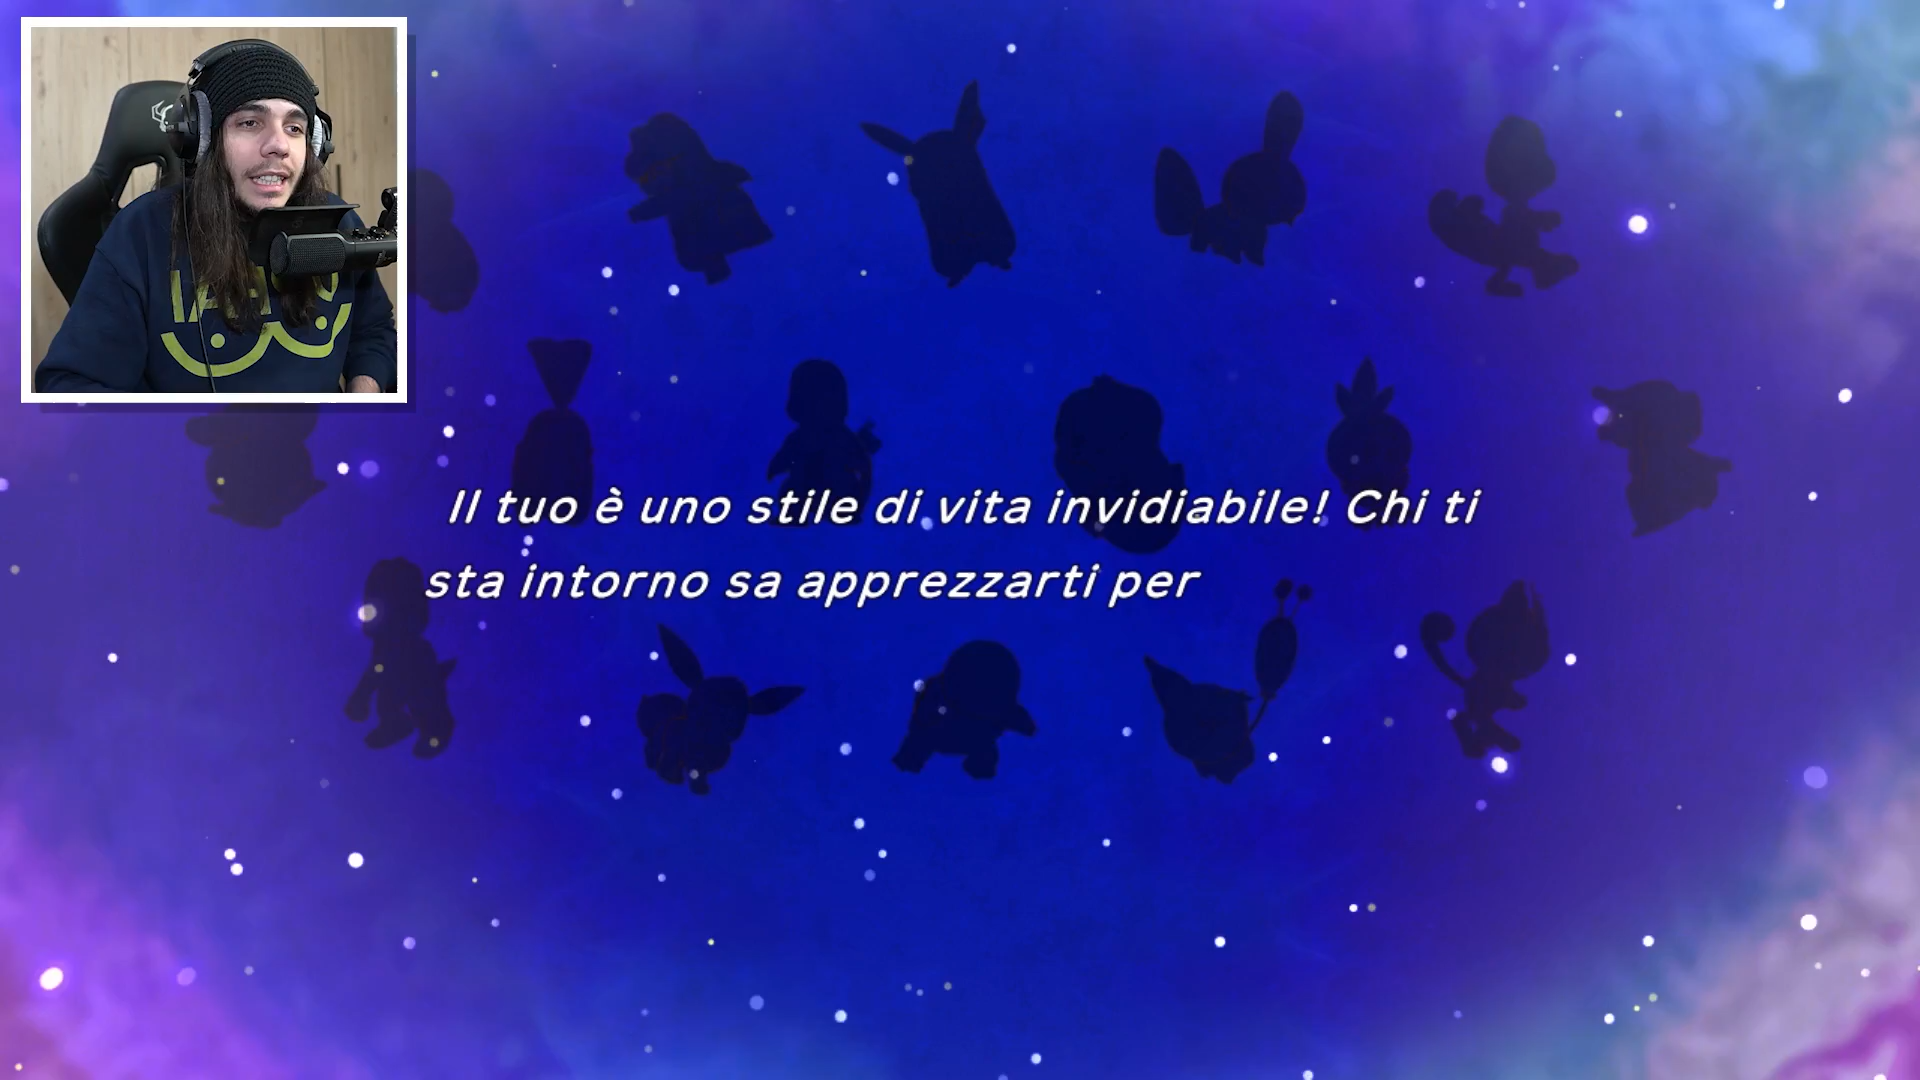 Il tuo è uno stile di vita invidiabile! Chi ti
sta intorno sa apprezzarti per